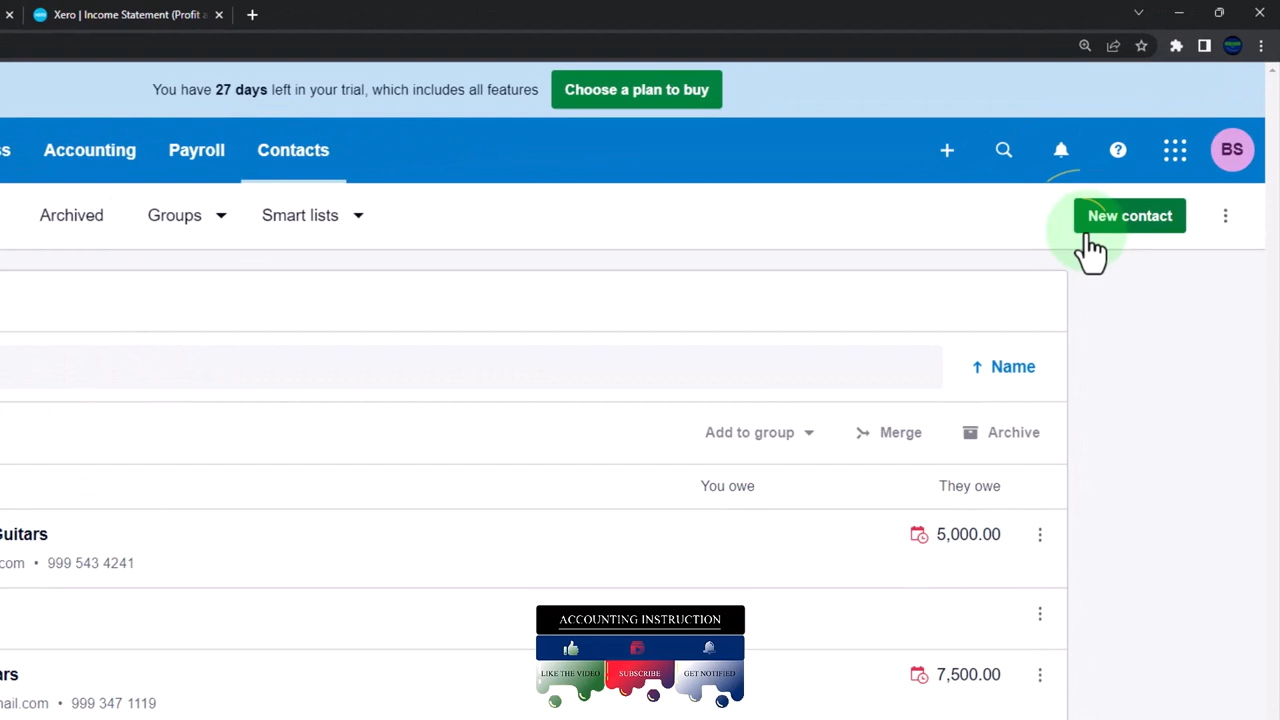 Xero | Income Statement (Profit a
You have 27 days left in your trial, which includes all features
Choose a plan to buy
s
Accounting
Payroll
Contacts
BS
Archived
Groups
Smart lists
New contact
Name
Add to group
Merge
Archive
You owe
They owe
Guitars
5,000.00
com • 999 543 4241
ACCOUNTING INSTRUCTION
LIKE THE VIDEO
SUBSCRIBE
GET NOTIFIED
ars
7,500.00
nail.com • 999 347 1119